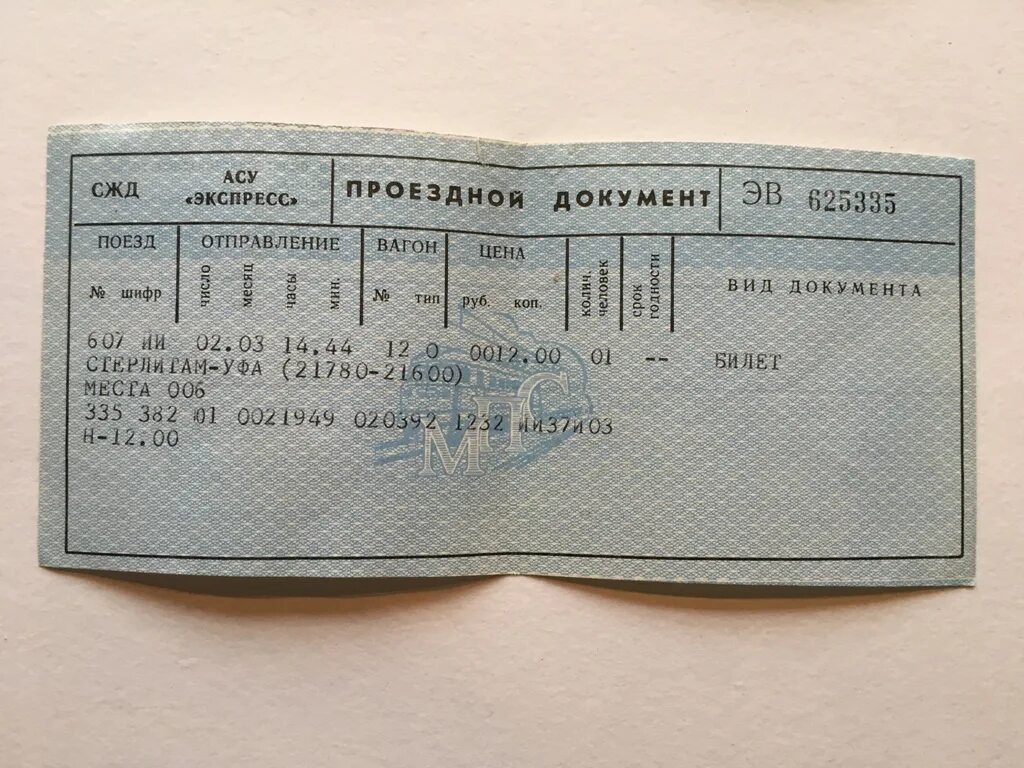 СЖД АСУ «ЭКСПРЕСС» ПРОЕЗДНОЙ ДОКУМЕНТ ЭВ 625335
ПОЕЗД ОТПРАВЛЕНИЕ ВАГОН ЦЕНА колич. человек срок годности ВИД ДОКУМЕНТА
№ шифр число месяц часы мин. № тип руб. коп.
607 ИИ 02.03 14.44 12 О 0012.00 01 -- БИЛЕТ
СТЕРЛИТАМ-УФА (21780-21600)
МЕСТА 006
335 382 01 0021949 020392 1232 ИИ37И03
Н-12.00
МПС